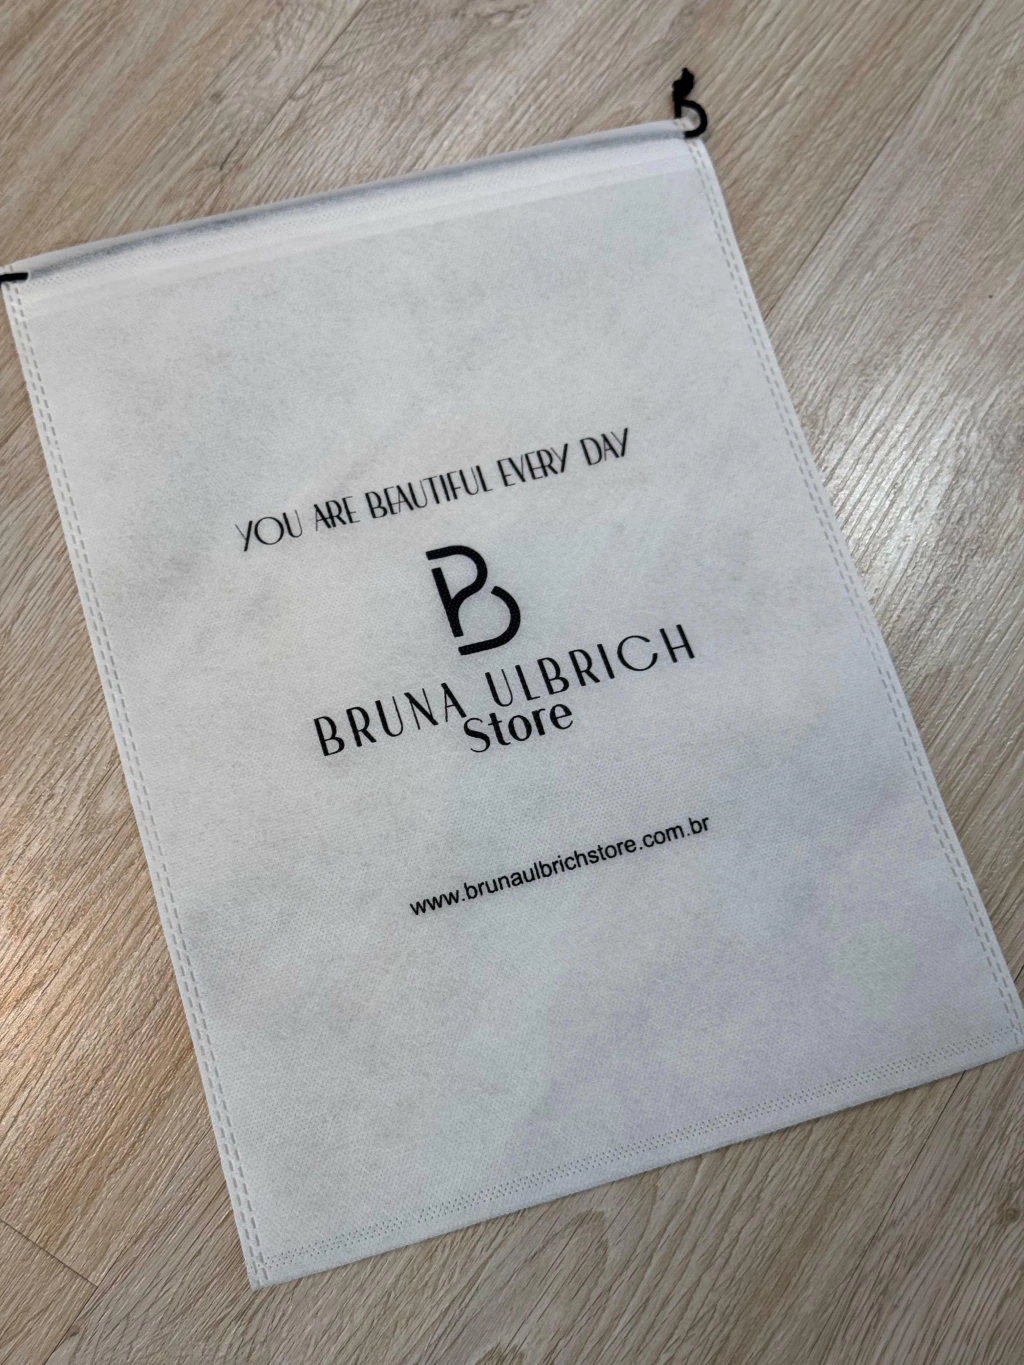 YOU ARE BEAUTIFUL EVERY DAY
B
BRUNA ULBRICH
Store
www.brunaulbrichstore.com.br